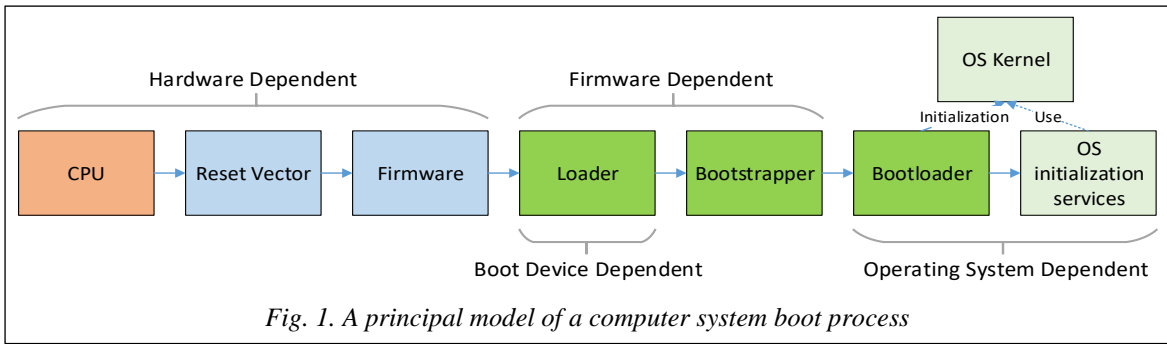 Hardware Dependent
Firmware Dependent
OS Kernel
Initialization
Use
CPU
Reset Vector
Firmware
Loader
Bootstrapper
Bootloader
OS
initialization
services
Boot Device Dependent
Operating System Dependent
Fig. 1. A principal model of a computer system boot process